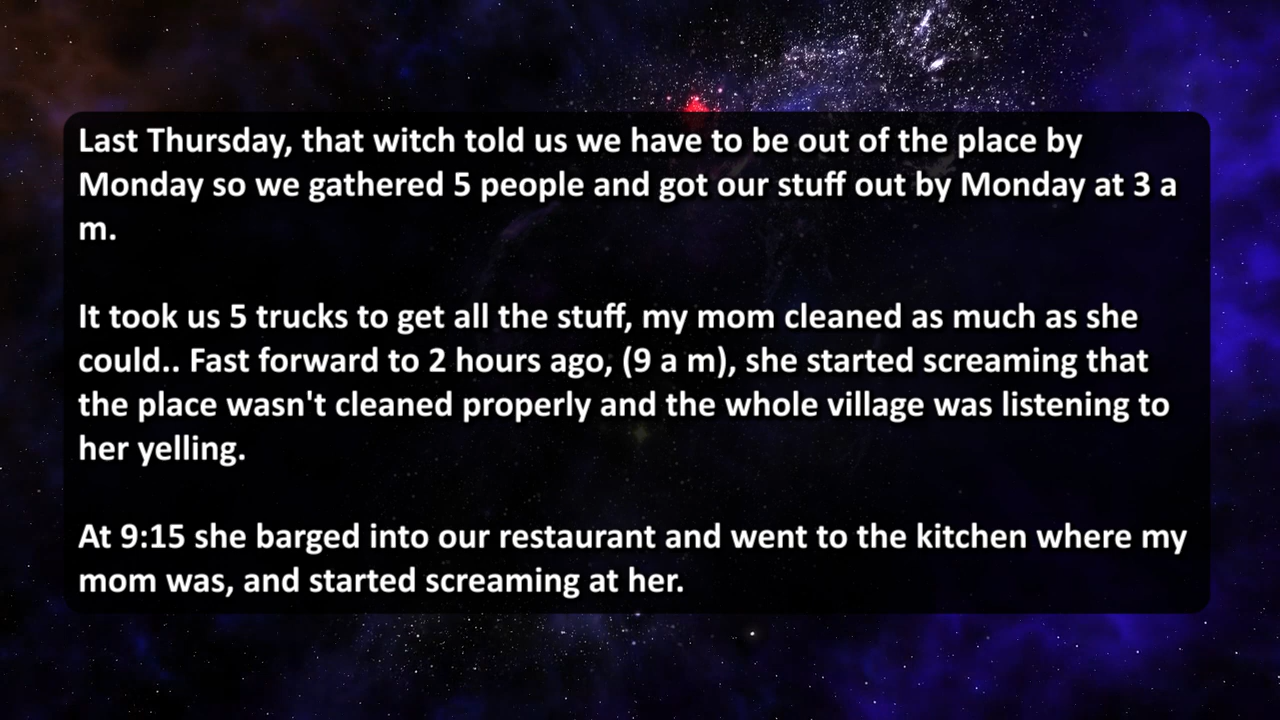 Last Thursday, that witch told us we have to be out of the place by
Monday so we gathered 5 people and got our stuff out by Monday at 3 a
m.
It took us 5 trucks to get all the stuff, my mom cleaned as much as she
could.. Fast forward to 2 hours ago, (9 a m), she started screaming that
the place wasn't cleaned properly and the whole village was listening to
her yelling.
At 9:15 she barged into our restaurant and went to the kitchen where my
mom was, and started screaming at her.